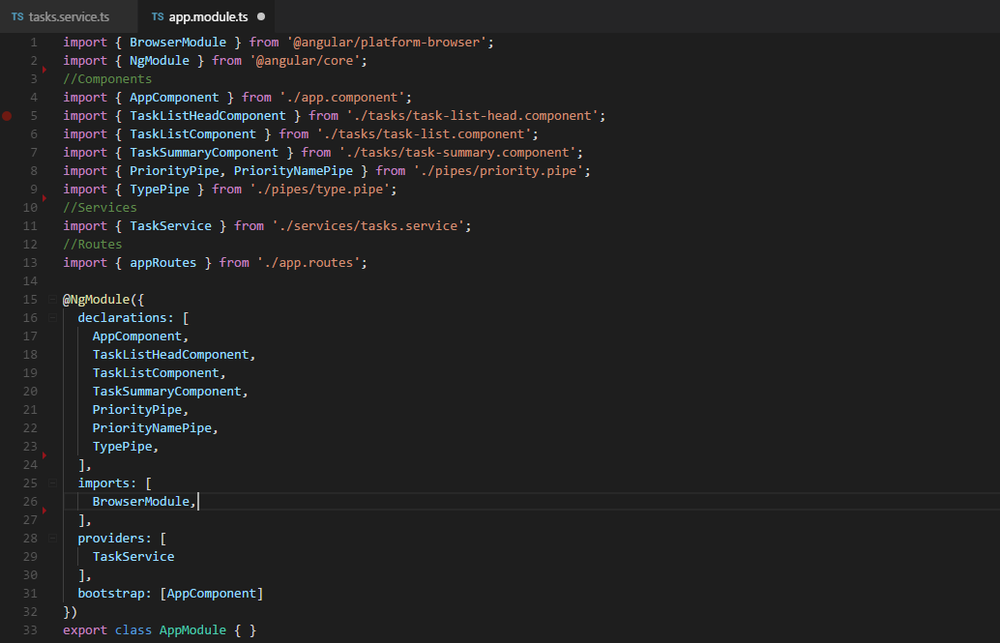 TS tasks.service.ts TS app.module.ts
1 import { BrowserModule } from '@angular/platform-browser';
2 import { NgModule } from '@angular/core';
3 //Components
4 import { AppComponent } from './app.component';
5 import { TaskListHeadComponent } from './tasks/task-list-head.component';
6 import { TaskListComponent } from './tasks/task-list.component';
7 import { TaskSummaryComponent } from './tasks/task-summary.component';
8 import { PriorityPipe, PriorityNamePipe } from './pipes/priority.pipe';
9 import { TypePipe } from './pipes/type.pipe';
10 //Services
11 import { TaskService } from './services/tasks.service';
12 //Routes
13 import { appRoutes } from './app.routes';
14
15 @NgModule({
16   declarations: [
17     AppComponent,
18     TaskListHeadComponent,
19     TaskListComponent,
20     TaskSummaryComponent,
21     PriorityPipe,
22     PriorityNamePipe,
23     TypePipe,
24   ],
25   imports: [
26     BrowserModule,
27   ],
28   providers: [
29     TaskService
30   ],
31   bootstrap: [AppComponent]
32 })
33 export class AppModule { }